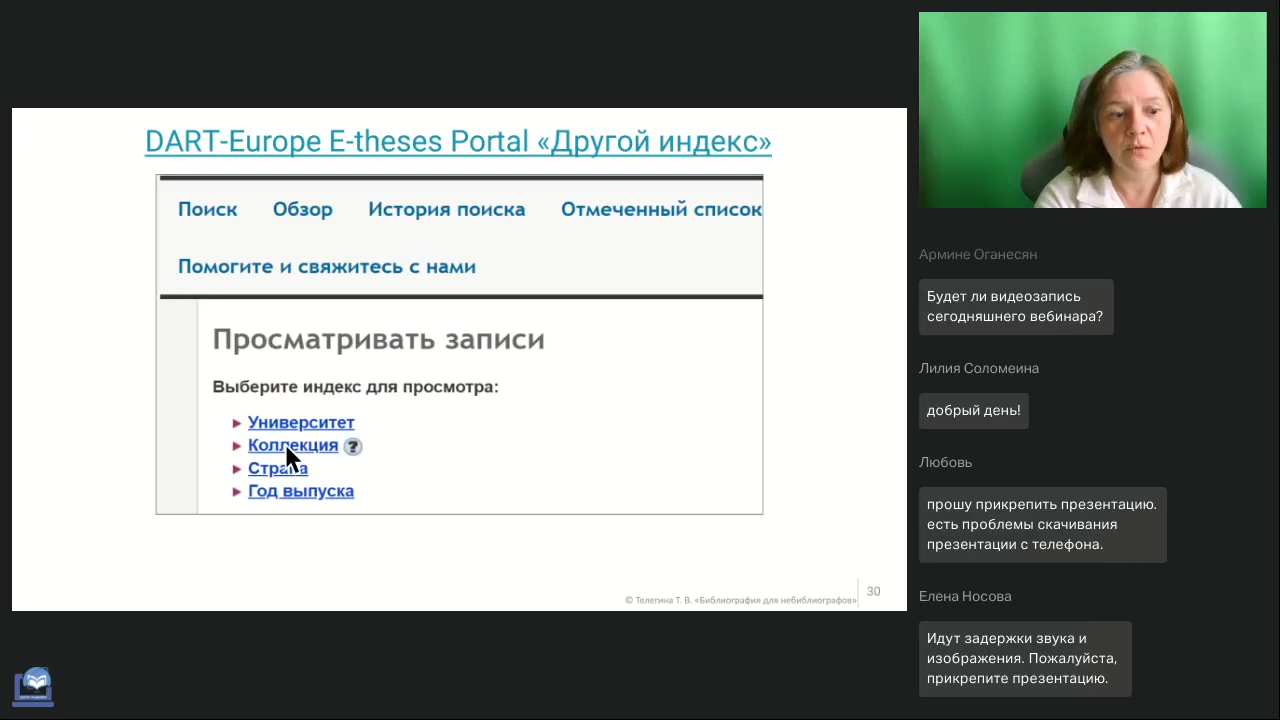 DART-Europe E-theses Portal «Другой индекс»
Поиск Обзор История поиска Отмеченный список
Помогите и свяжитесь с нами
Просматривать записи
Выберите индекс для просмотра:
Университет
Коллекция ?
Страна
Год выпуска
© Телегина Т. В. «Библиография для небиблиографов»
30
Армине Оганесян
Будет ли видеозапись
сегодняшнего вебинара?
Лилия Соломеина
добрый день!
Любовь
прошу прикрепить презентацию.
есть проблемы скачивания
презентации с телефона.
Елена Носова
Идут задержки звука и
изображения. Пожалуйста,
прикрепите презентацию.